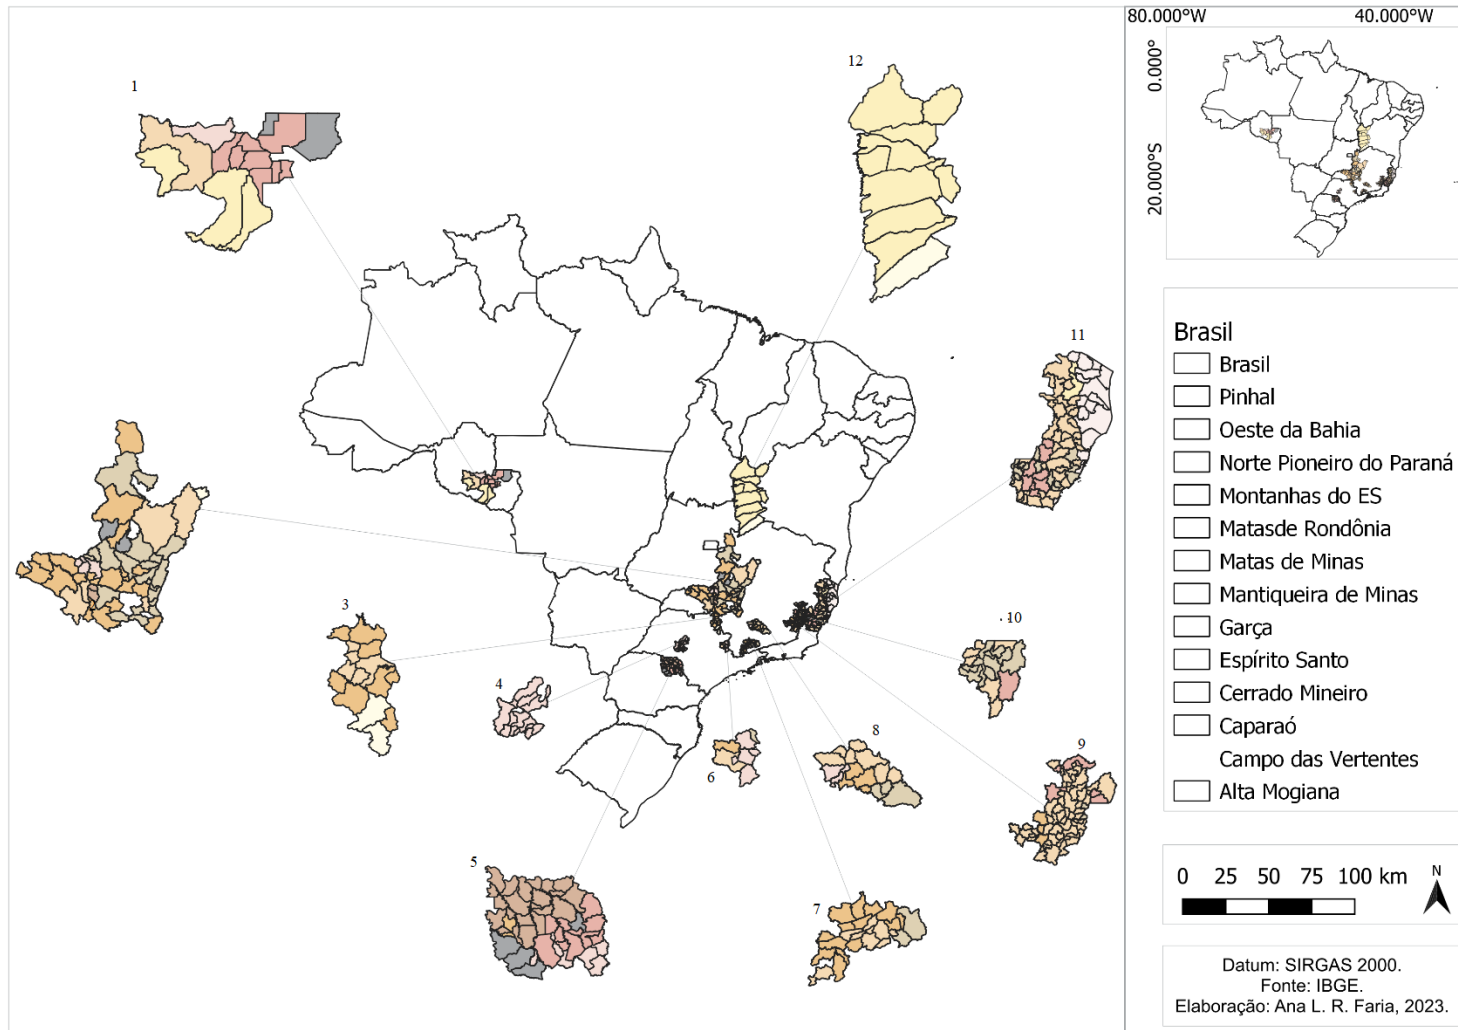 80.000°W 40.000°W
0.000°
20.000°S
1
12
11
3
10
4
8
6
9
5
7
Brasil
Brasil
Pinhal
Oeste da Bahia
Norte Pioneiro do Paraná
Montanhas do ES
Matasde Rondônia
Matas de Minas
Mantiqueira de Minas
Garça
Espírito Santo
Cerrado Mineiro
Caparaó
Campo das Vertentes
Alta Mogiana
0 25 50 75 100 km
N
Datum: SIRGAS 2000.
Fonte: IBGE.
Elaboração: Ana L. R. Faria, 2023.